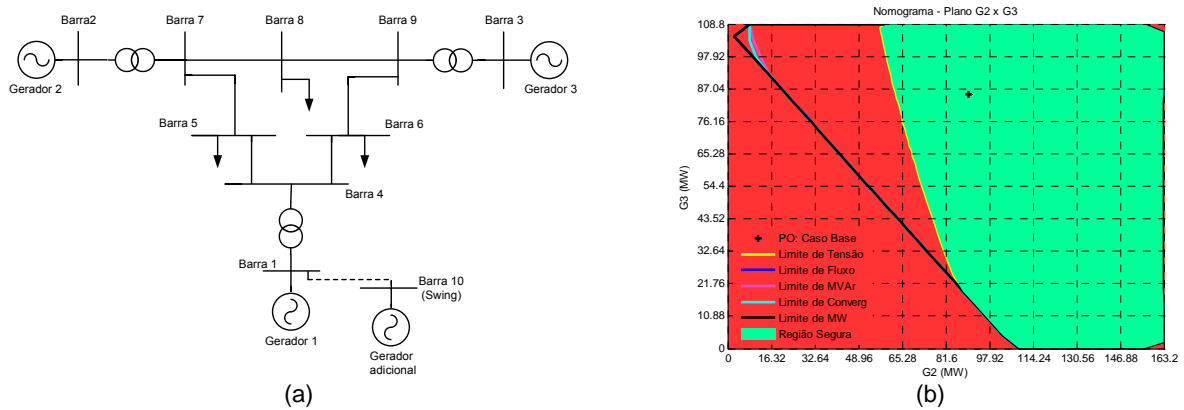 Barra2
Barra 7
Barra 8
Barra 9
Barra 3
Gerador 2
Gerador 3
Barra 5
Barra 6
Barra 4
Barra 1
Barra 10
(Swing)
Gerador 1
Gerador
adicional
(a)
Nomograma - Plano G2 x G3
108.8
97.92
87.04
76.16
65.28
54.4
43.52
32.64
21.76
10.88
0
G3 (MW)
PO: Caso Base
Limite de Tensão
Limite de Fluxo
Limite de MVAr
Limite de Converg
Limite de MW
Região Segura
0 16.32 32.64 48.96 65.28 81.6 97.92 114.24 130.56 146.88 163.2
G2 (MW)
(b)